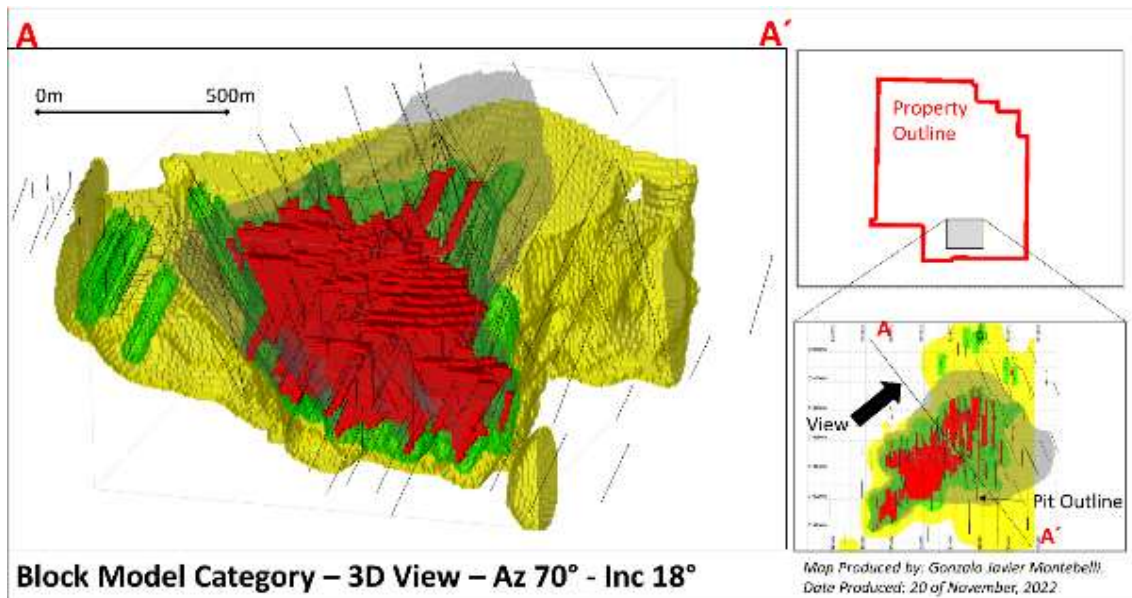 A
A´
0m
500m
Property
Outline
A
View
Pit Outline
A´
Block Model Category – 3D View – Az 70° - Inc 18°
Map Produced by: Gonzalo Javier Montebelli.
Date Produced: 20 of November, 2022